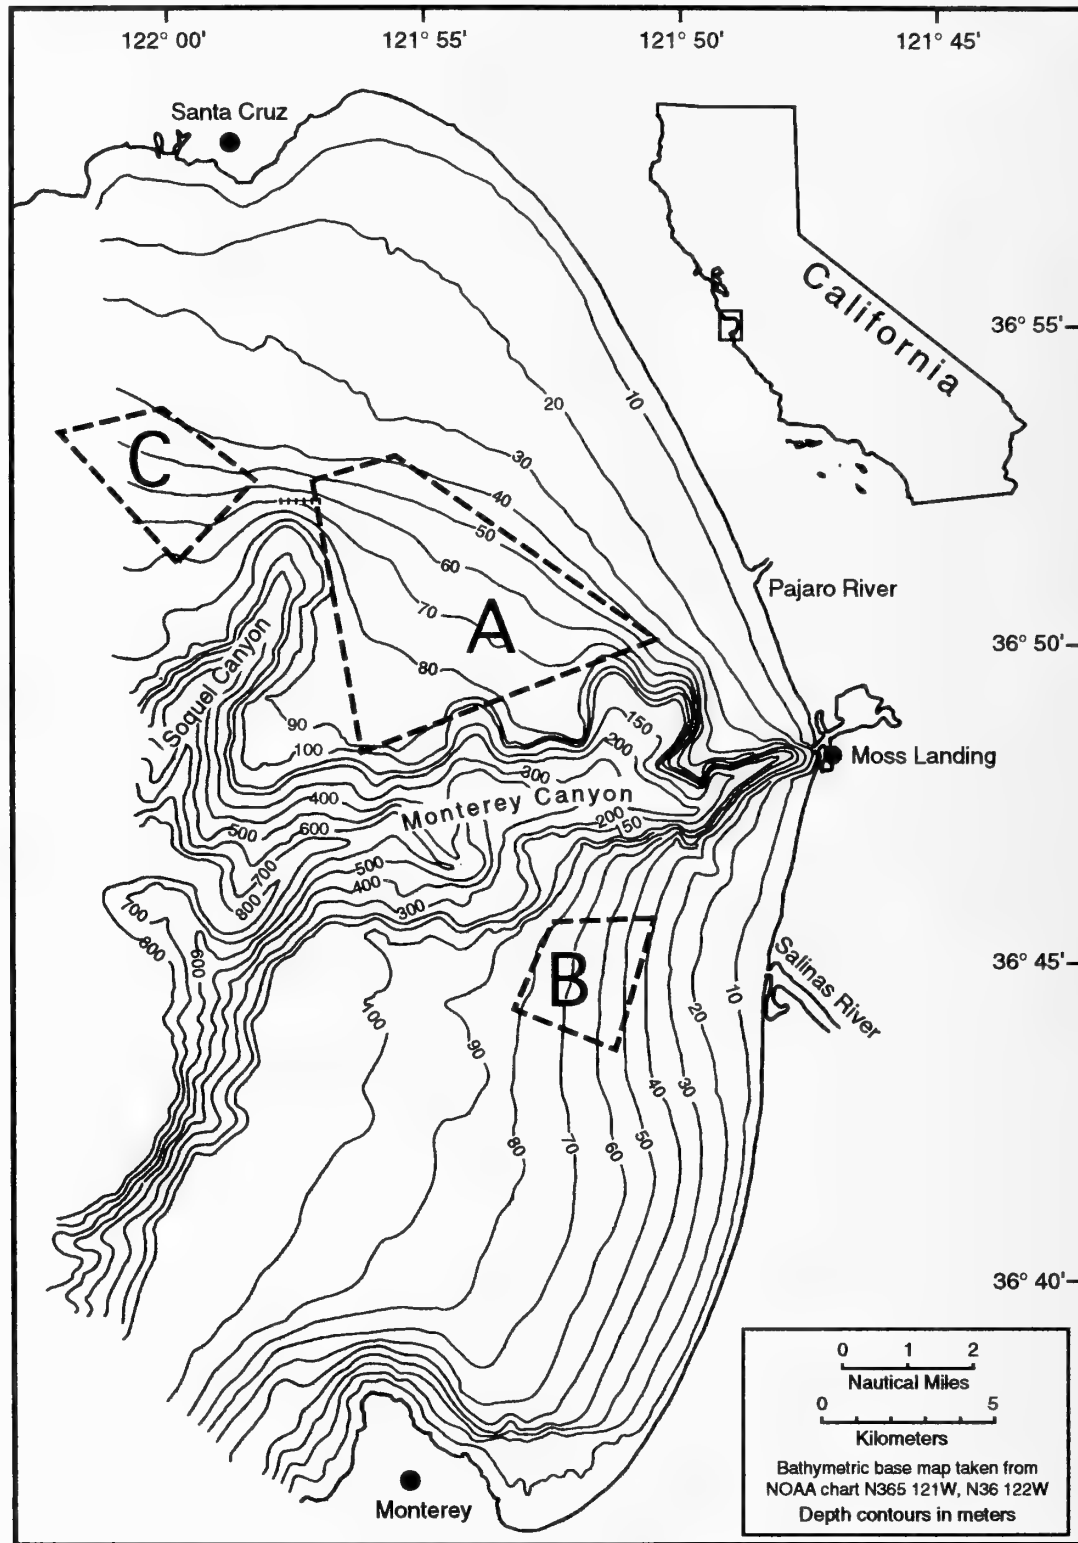 122° 00'
121° 55'
121° 50'
121° 45'
Santa Cruz
California
36° 55'
10
20
30
C
40
50
60
Pajaro River
70
A
36° 50'
80
Soquel Canyon
90
150
100
200
Moss Landing
300
400
Monterey Canyon
200
150
500
600
500
700
400
800
300
700
800
600
B
Salinas River
36° 45'
10
20
100
90
40
30
80
70
60
50
36° 40'
0 1 2
Nautical Miles
0 5
Kilometers
Bathymetric base map taken from
NOAA chart N365 121W, N36 122W
Depth contours in meters
Monterey